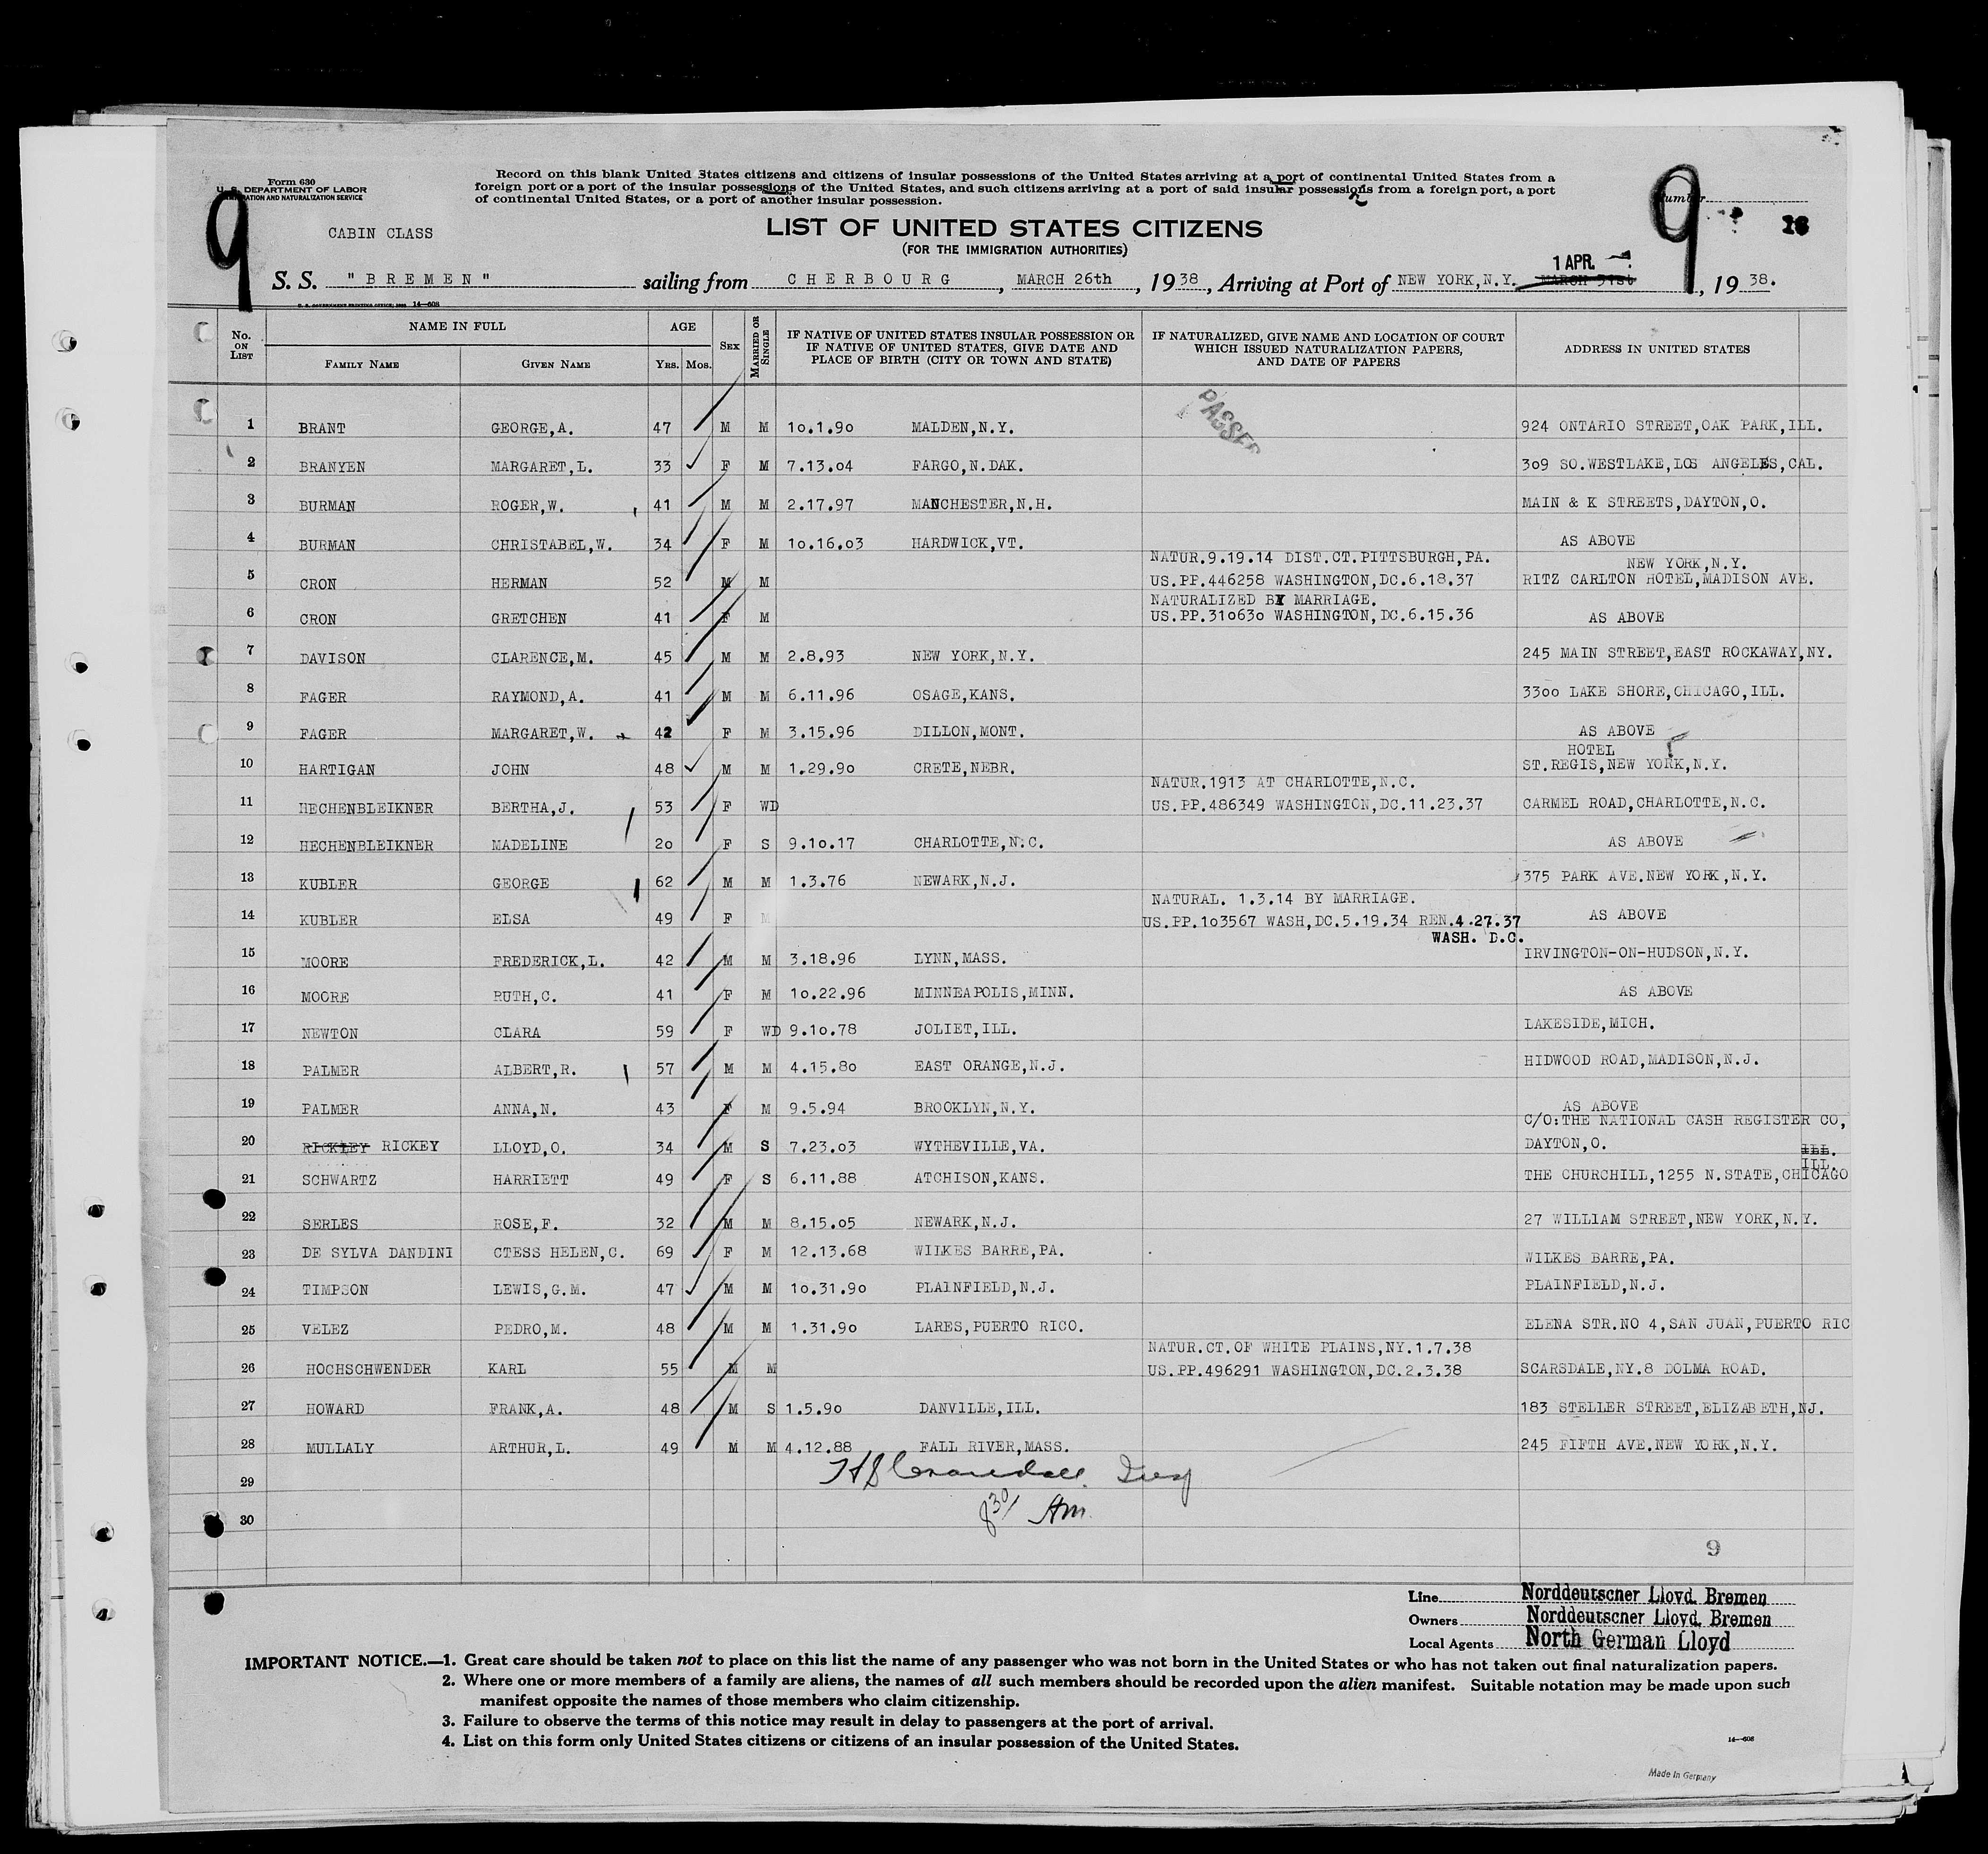 Form 630
U. S. DEPARTMENT OF LABOR
IMMIGRATION AND NATURALIZATION SERVICE
Record on this blank United States citizens and citizens of insular possessions of the United States arriving at a port of continental United States from a
foreign port or a port of the insular possessions of the United States, and such citizens arriving at a port of said insular possessions from a foreign port, a port
of continental United States, or a port of another insular possession.
9
Number
9
16
CABIN CLASS
LIST OF UNITED STATES CITIZENS
(FOR THE IMMIGRATION AUTHORITIES)
1 APR.
S. S. "BREMEN" sailing from CHERBOURG, MARCH 26th, 1938, Arriving at Port of NEW YORK,N.Y. MARCH 31st, 1938.
U. S. GOVERNMENT PRINTING OFFICE: 14—608
No. ON LIST
NAME IN FULL
FAMILY NAME
GIVEN NAME
AGE
YRS. MOS.
SEX
MARRIED OR SINGLE
IF NATIVE OF UNITED STATES INSULAR POSSESSION OR
IF NATIVE OF UNITED STATES, GIVE DATE AND
PLACE OF BIRTH (CITY OR TOWN AND STATE)
IF NATURALIZED, GIVE NAME AND LOCATION OF COURT
WHICH ISSUED NATURALIZATION PAPERS,
AND DATE OF PAPERS
ADDRESS IN UNITED STATES
PASSED
1 BRANT GEORGE,A. 47 M M 10.1.90 MALDEN,N.Y. 924 ONTARIO STREET,OAK PARK,ILL.
2 BRANYEN MARGARET,L. 33 F M 7.13.04 FARGO,N.DAK. 309 SO.WESTLAKE,LOS ANGELES,CAL.
3 BURMAN ROGER,W. 41 M M 2.17.97 MANCHESTER,N.H. MAIN & K STREETS,DAYTON,O.
4 BURMAN CHRISTABEL,W. 34 F M 10.16.03 HARDWICK,VT. AS ABOVE
NATUR.9.19.14 DIST.CT.PITTSBURGH,PA. NEW YORK,N.Y.
5 CRON HERMAN 52 M M US.PP.446258 WASHINGTON,DC.6.18.37 RITZ CARLTON HOTEL,MADISON AVE.
NATURALIZED BY MARRIAGE.
6 CRON GRETCHEN 41 F M US.PP.310630 WASHINGTON,DC.6.15.36 AS ABOVE
7 DAVISON CLARENCE,M. 45 M M 2.8.93 NEW YORK,N.Y. 245 MAIN STREET,EAST ROCKAWAY,NY.
8 FAGER RAYMOND,A. 41 M M 6.11.96 OSAGE,KANS. 3300 LAKE SHORE,CHICAGO,ILL.
9 FAGER MARGARET,W. 42 F M 3.15.96 DILLON,MONT. AS ABOVE
HOTEL
10 HARTIGAN JOHN 48 M M 1.29.90 CRETE,NEBR. ST.REGIS,NEW YORK,N.Y.
NATUR.1913 AT CHARLOTTE,N.C.
11 HECHENBLEIKNER BERTHA,J. 53 F WD US.PP.486349 WASHINGTON,DC.11.23.37 CARMEL ROAD,CHARLOTTE,N.C.
12 HECHENBLEIKNER MADELINE 20 F S 9.10.17 CHARLOTTE,N.C. AS ABOVE
13 KUBLER GEORGE 62 M M 1.3.76 NEWARK,N.J. 375 PARK AVE.NEW YORK,N.Y.
NATURAL. 1.3.14 BY MARRIAGE.
14 KUBLER ELSA 49 F M US.PP.103567 WASH,DC.5.19.34 REN.4.27.37 AS ABOVE
WASH. D.C.
15 MOORE FREDERICK,L. 42 M M 3.18.96 LYNN,MASS. IRVINGTON-ON-HUDSON,N.Y.
16 MOORE RUTH,C. 41 F M 10.22.96 MINNEAPOLIS,MINN. AS ABOVE
17 NEWTON CLARA 59 F WD 9.10.78 JOLIET,ILL. LAKESIDE,MICH.
18 PALMER ALBERT,R. 57 M M 4.15.80 EAST ORANGE,N.J. HIDWOOD ROAD,MADISON,N.J.
19 PALMER ANNA,N. 43 F M 9.5.94 BROOKLYN,N.Y. AS ABOVE
C/O:THE NATIONAL CASH REGISTER CO,
20 RICKLEY RICKEY LLOYD,O. 34 M S 7.23.03 WYTHEVILLE,VA. DAYTON,O.
ILL.
ILL.
21 SCHWARTZ HARRIETT 49 F S 6.11.88 ATCHISON,KANS. THE CHURCHILL,1255 N.STATE,CHICAGO
22 SERLES ROSE,F. 32 M M 8.15.05 NEWARK,N.J. 27 WILLIAM STREET,NEW YORK,N.Y.
23 DE SYLVA DANDINI CTESS HELEN,C. 69 F M 12.13.68 WILKES BARRE,PA. WILKES BARRE,PA.
24 TIMPSON LEWIS,G.M. 47 M M 10.31.90 PLAINFIELD,N.J. PLAINFIELD,N.J.
25 VELEZ PEDRO,M. 48 M M 1.31.90 LARES,PUERTO RICO. ELENA STR.NO 4,SAN JUAN,PUERTO RIC
NATUR.CT.OF WHITE PLAINS,NY.1.7.38
26 HOCHSCHWENDER KARL 55 M M US.PP.496291 WASHINGTON,DC.2.3.38 SCARSDALE,NY.8 DOLMA ROAD.
27 HOWARD FRANK,A. 48 M S 1.5.90 DANVILLE,ILL. 183 STELLER STREET,ELIZABETH,NJ.
28 MULLALY ARTHUR,L. 49 M M 4.12.88 FALL RIVER,MASS. 245 FIFTH AVE.NEW YORK,N.Y.
29
30
830/ Am.
9
Line Norddeutscher Lloyd, Bremen
Owners Norddeutscher Lloyd, Bremen
Local Agents North German Lloyd
IMPORTANT NOTICE.—1. Great care should be taken not to place on this list the name of any passenger who was not born in the United States or who has not taken out final naturalization papers.
2. Where one or more members of a family are aliens, the names of all such members should be recorded upon the alien manifest. Suitable notation may be made upon such
manifest opposite the names of those members who claim citizenship.
3. Failure to observe the terms of this notice may result in delay to passengers at the port of arrival.
4. List on this form only United States citizens or citizens of an insular possession of the United States.
14—608
Made in Germany